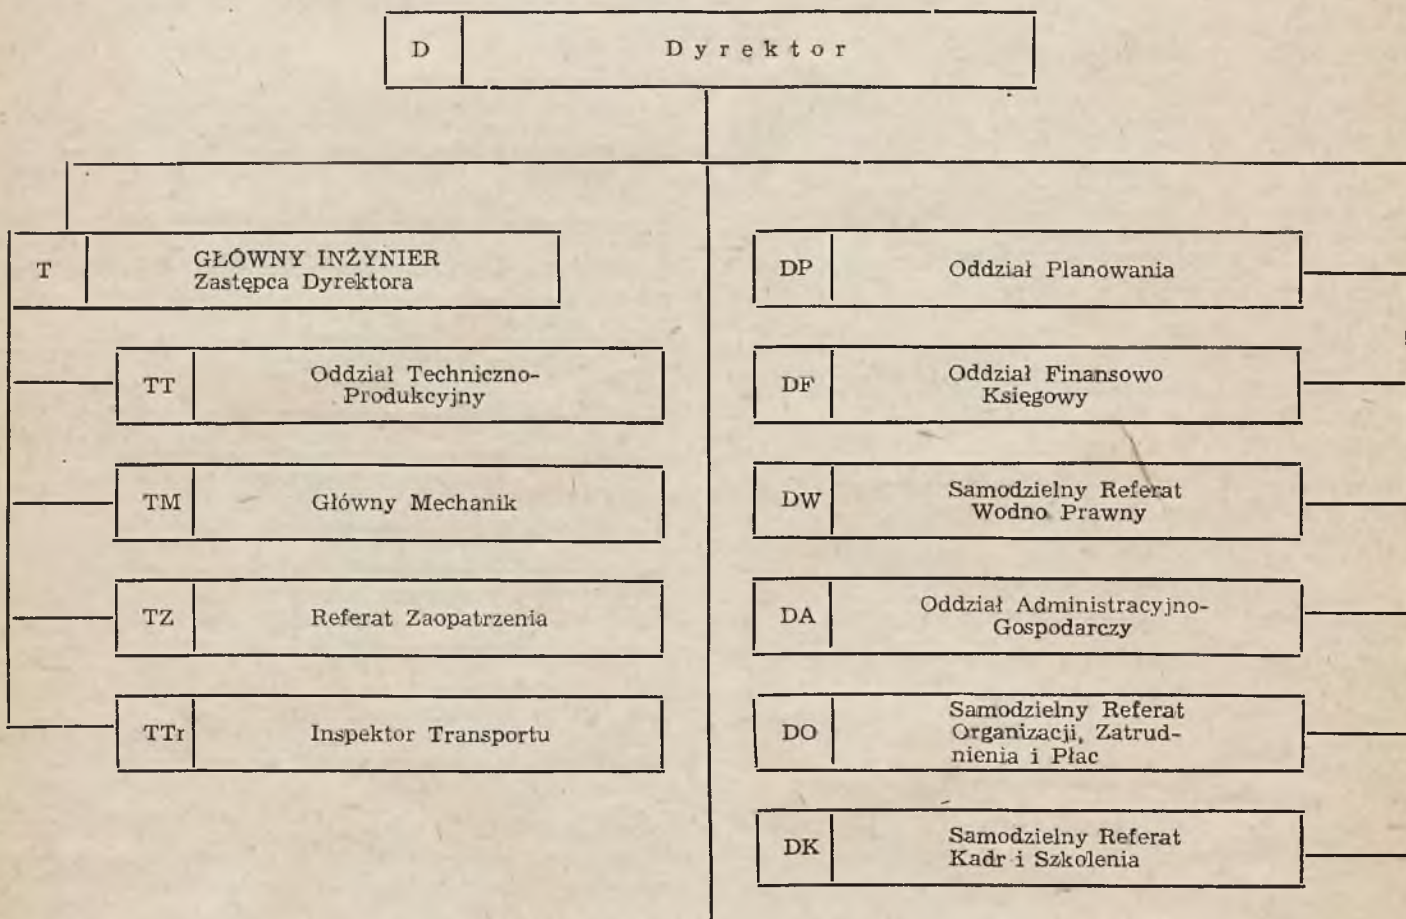 D
Dyrektor
T
GŁÓWNY INŻYNIER
Zastępca Dyrektora
TT
Oddział Techniczno-
Produkcyjny
TM
Główny Mechanik
TZ
Referat Zaopatrzenia
TTr
Inspektor Transportu
DP
Oddział Planowania
DF
Oddział Finansowo
Księgowy
DW
Samodzielny Referat
Wodno Prawny
DA
Oddział Administracyjno-
Gospodarczy
DO
Samodzielny Referat
Organizacji, Zatrud-
nienia i Płac
DK
Samodzielny Referat
Kadr i Szkolenia